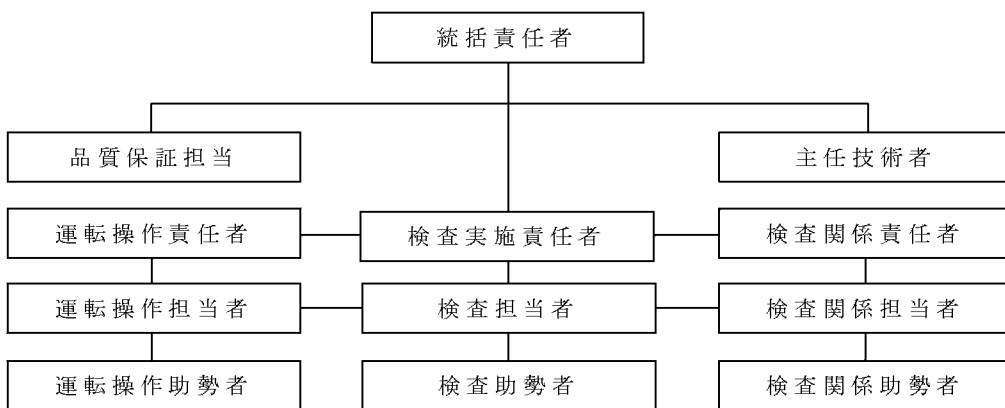 統括責任者
品質保証担当
主任技術者
運転操作責任者
検査実施責任者
検査関係責任者
運転操作担当者
検査担当者
検査関係担当者
運転操作助勢者
検査助勢者
検査関係助勢者